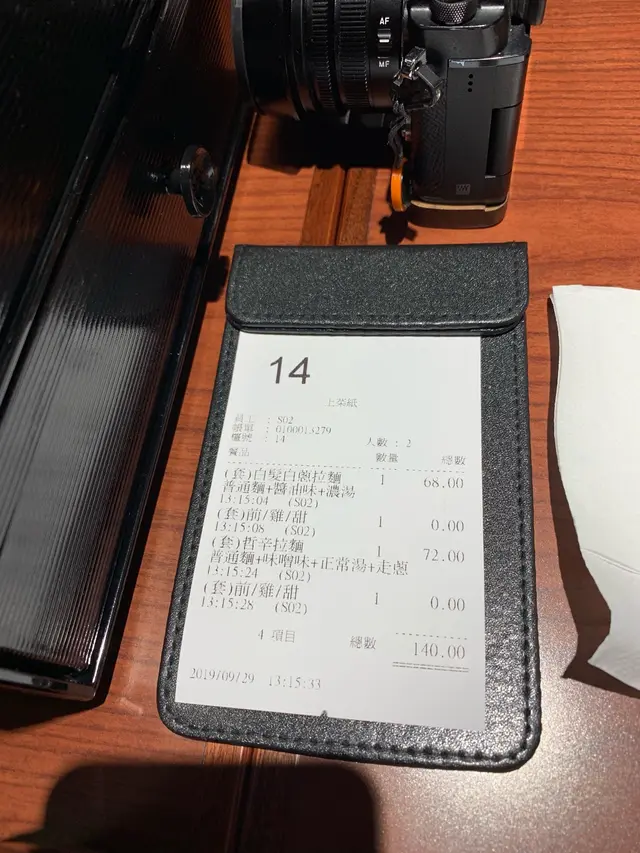 AF
MF
14
上菜紙
員工 : S02
帳單 : 0100013279
檯號 : 14 人數 : 2
餐品 數量 總數
(套)白髮白蔥拉麵 1 68.00
普通麵+醬油味+濃湯
13:15:04 (S02)
(套)前/雞/甜 1 0.00
13:15:08 (S02)
(套)哲辛拉麵 1 72.00
普通麵+味噌味+正常湯+走蔥
13:15:24 (S02)
(套)前/雞/甜 1 0.00
13:15:28 (S02)
4 項目 總數 140.00
2019/09/29 13:15:33